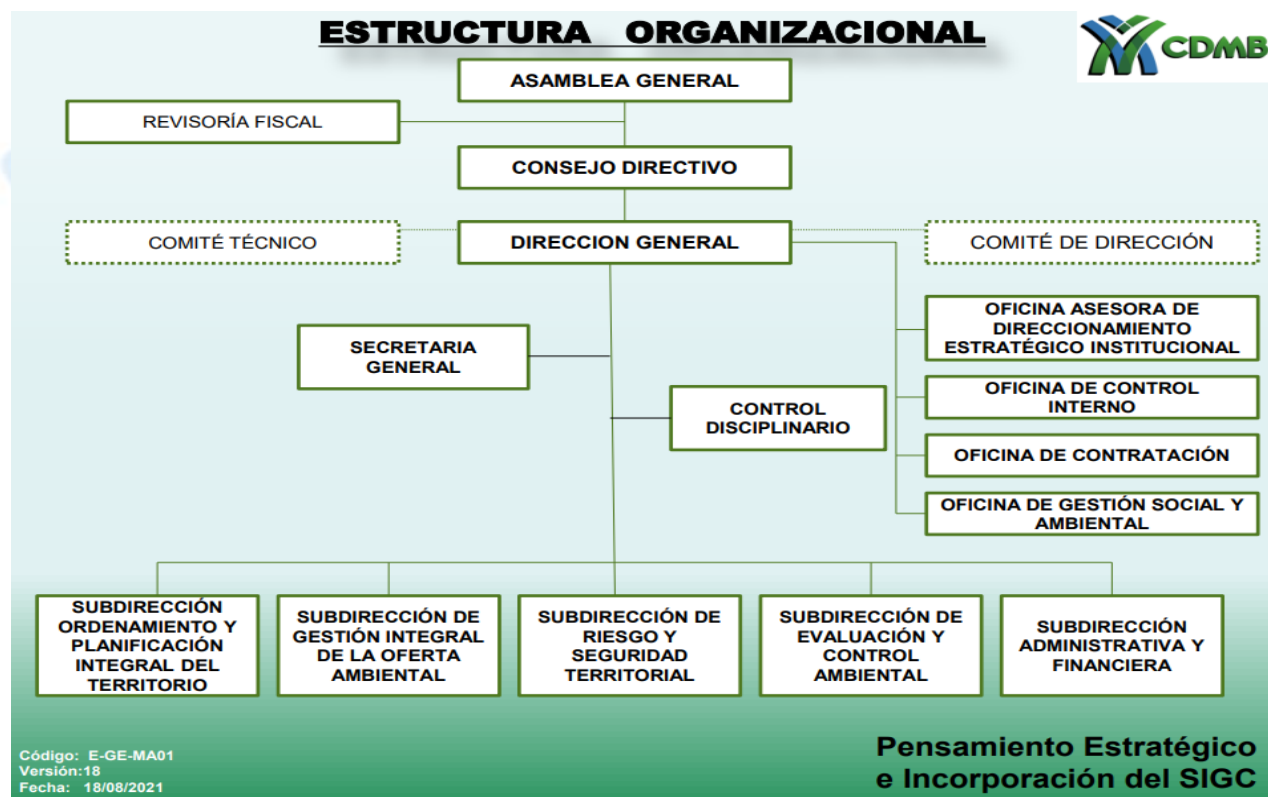 ESTRUCTURA ORGANIZACIONAL
CDMB
ASAMBLEA GENERAL
REVISORÍA FISCAL
CONSEJO DIRECTIVO
COMITÉ TÉCNICO
DIRECCION GENERAL
COMITÉ DE DIRECCIÓN
OFICINA ASESORA DE
DIRECCIONAMIENTO
ESTRATÉGICO INSTITUCIONAL
SECRETARIA
GENERAL
OFICINA DE CONTROL
INTERNO
CONTROL
DISCIPLINARIO
OFICINA DE CONTRATACIÓN
OFICINA DE GESTIÓN SOCIAL Y
AMBIENTAL
SUBDIRECCIÓN
ORDENAMIENTO Y
PLANIFICACIÓN
INTEGRAL DEL
TERRITORIO
SUBDIRECCIÓN DE
GESTIÓN INTEGRAL
DE LA OFERTA
AMBIENTAL
SUBDIRECCIÓN DE
RIESGO Y
SEGURIDAD
TERRITORIAL
SUBDIRECCIÓN DE
EVALUACIÓN Y
CONTROL
AMBIENTAL
SUBDIRECCIÓN
ADMINISTRATIVA Y
FINANCIERA
Código: E-GE-MA01
Versión:18
Fecha: 18/08/2021
Pensamiento Estratégico
e Incorporación del SIGC